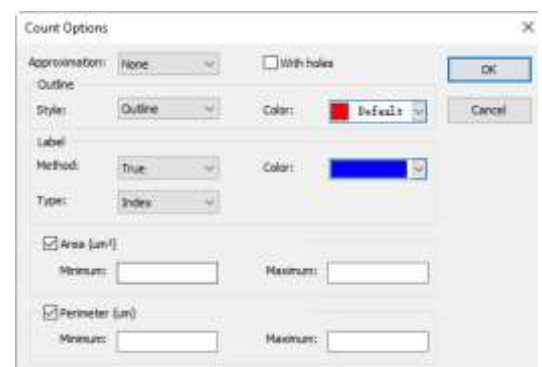 Count Options
Approximation: None With holes OK
Outline
Style: Outline Color: Default Cancel
Label
Method: True Color:
Type: Index
Area (um²)
Minimum: Maximum:
Perimeter (um)
Minimum: Maximum: